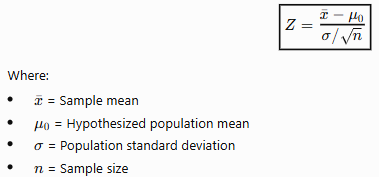 Z = (x̄ − μ₀) / (σ/√n)
Where:
• x̄ = Sample mean
• μ₀ = Hypothesized population mean
• σ = Population standard deviation
• n = Sample size